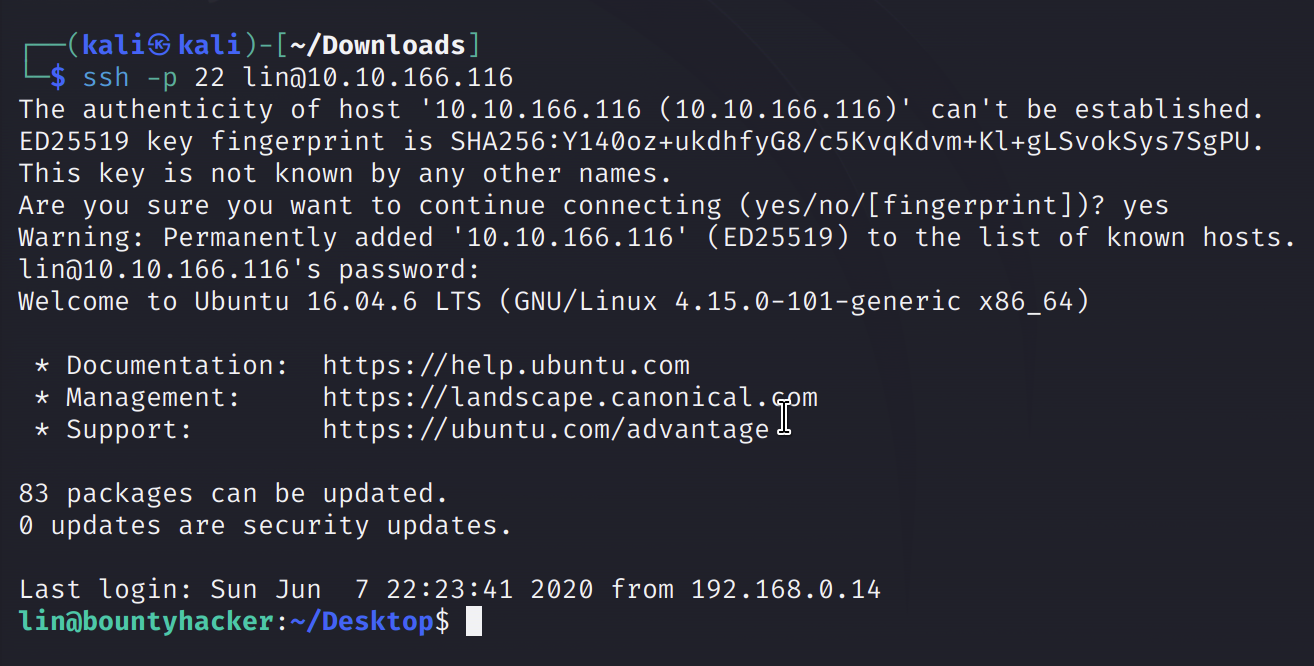 ┌──(kali㉿kali)-[~/Downloads]
└─$ ssh -p 22 lin@10.10.166.116
The authenticity of host '10.10.166.116 (10.10.166.116)' can't be established.
ED25519 key fingerprint is SHA256:Y140oz+ukdhfyG8/c5KvqKdvm+Kl+gLSvokSys7SgPU.
This key is not known by any other names.
Are you sure you want to continue connecting (yes/no/[fingerprint])? yes
Warning: Permanently added '10.10.166.116' (ED25519) to the list of known hosts.
lin@10.10.166.116's password:
Welcome to Ubuntu 16.04.6 LTS (GNU/Linux 4.15.0-101-generic x86_64)

 * Documentation:  https://help.ubuntu.com
 * Management:     https://landscape.canonical.com
 * Support:        https://ubuntu.com/advantage

83 packages can be updated.
0 updates are security updates.

Last login: Sun Jun  7 22:23:41 2020 from 192.168.0.14
lin@bountyhacker:~/Desktop$